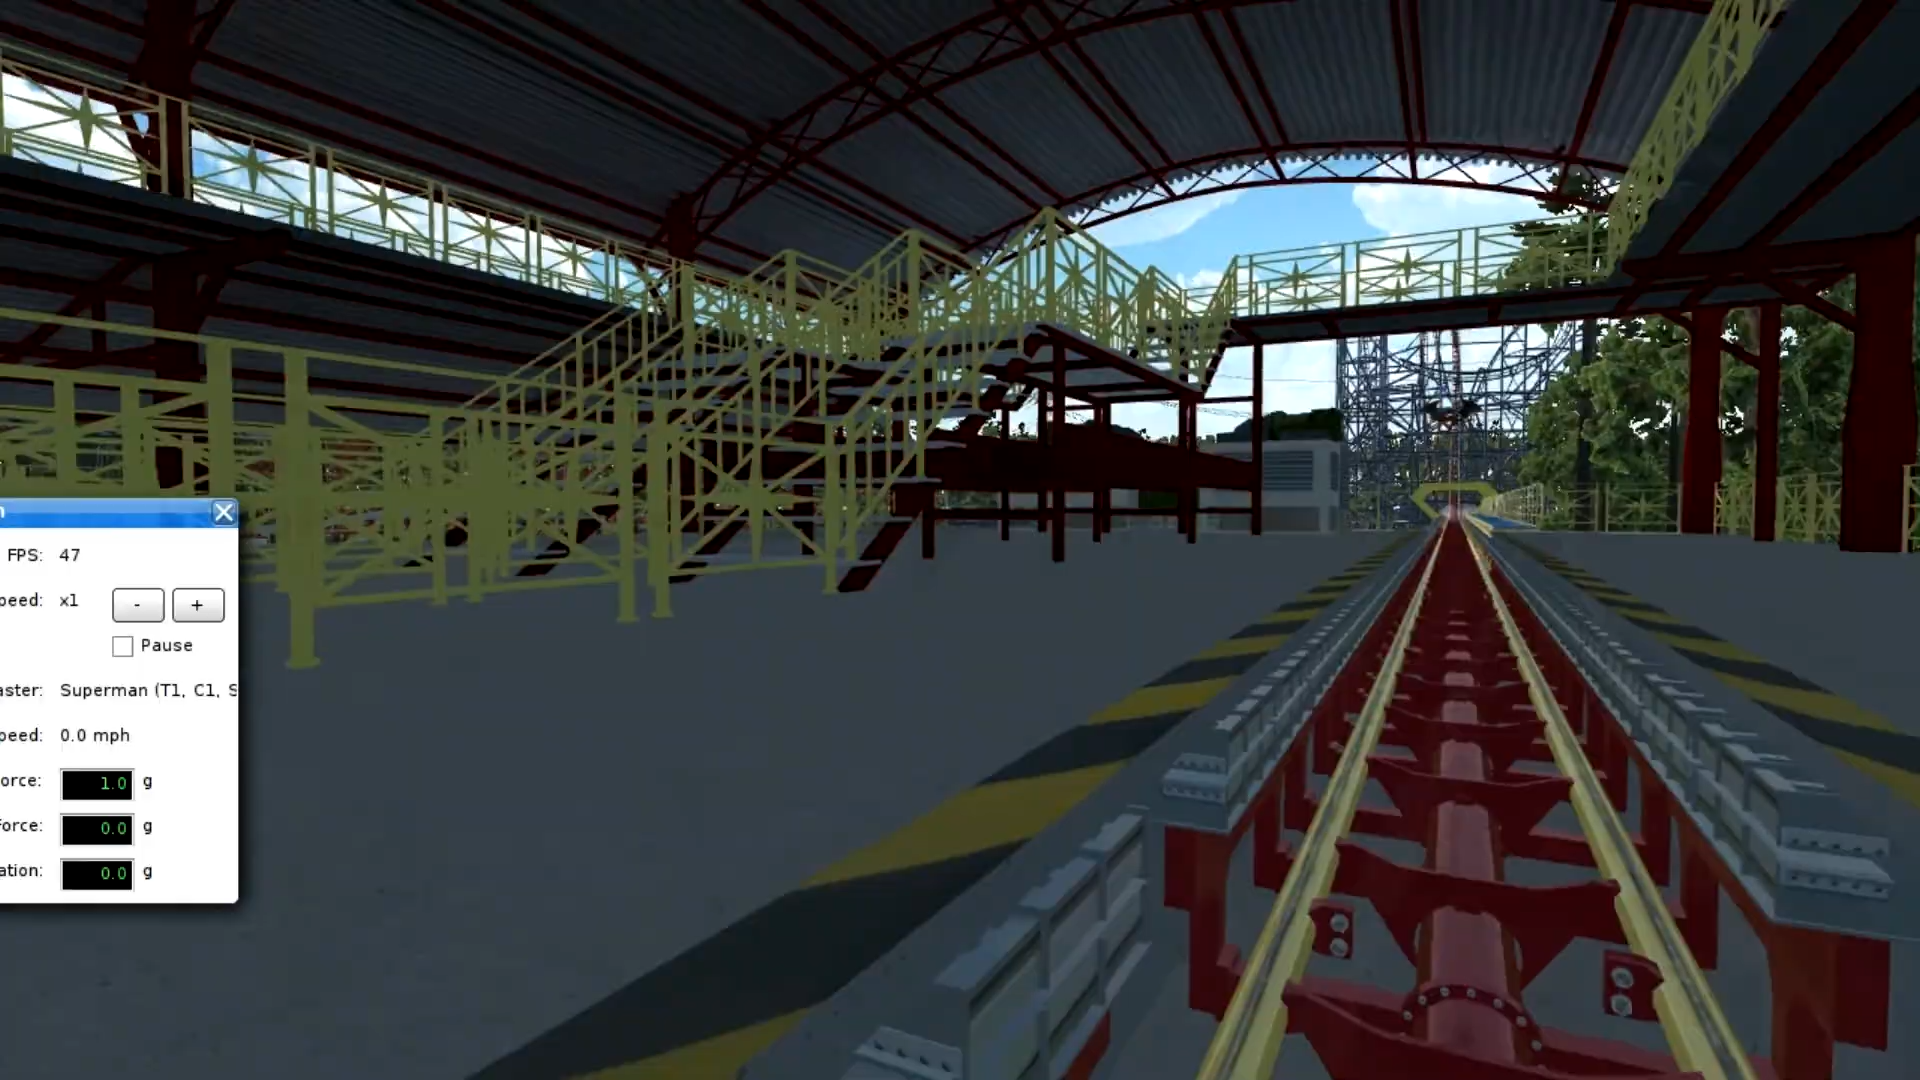 FPS: 47
peed: x1 - +
Pause
aster: Superman (T1, C1, S
peed: 0.0 mph
orce: 1.0 g
Force: 0.0 g
ation: 0.0 g